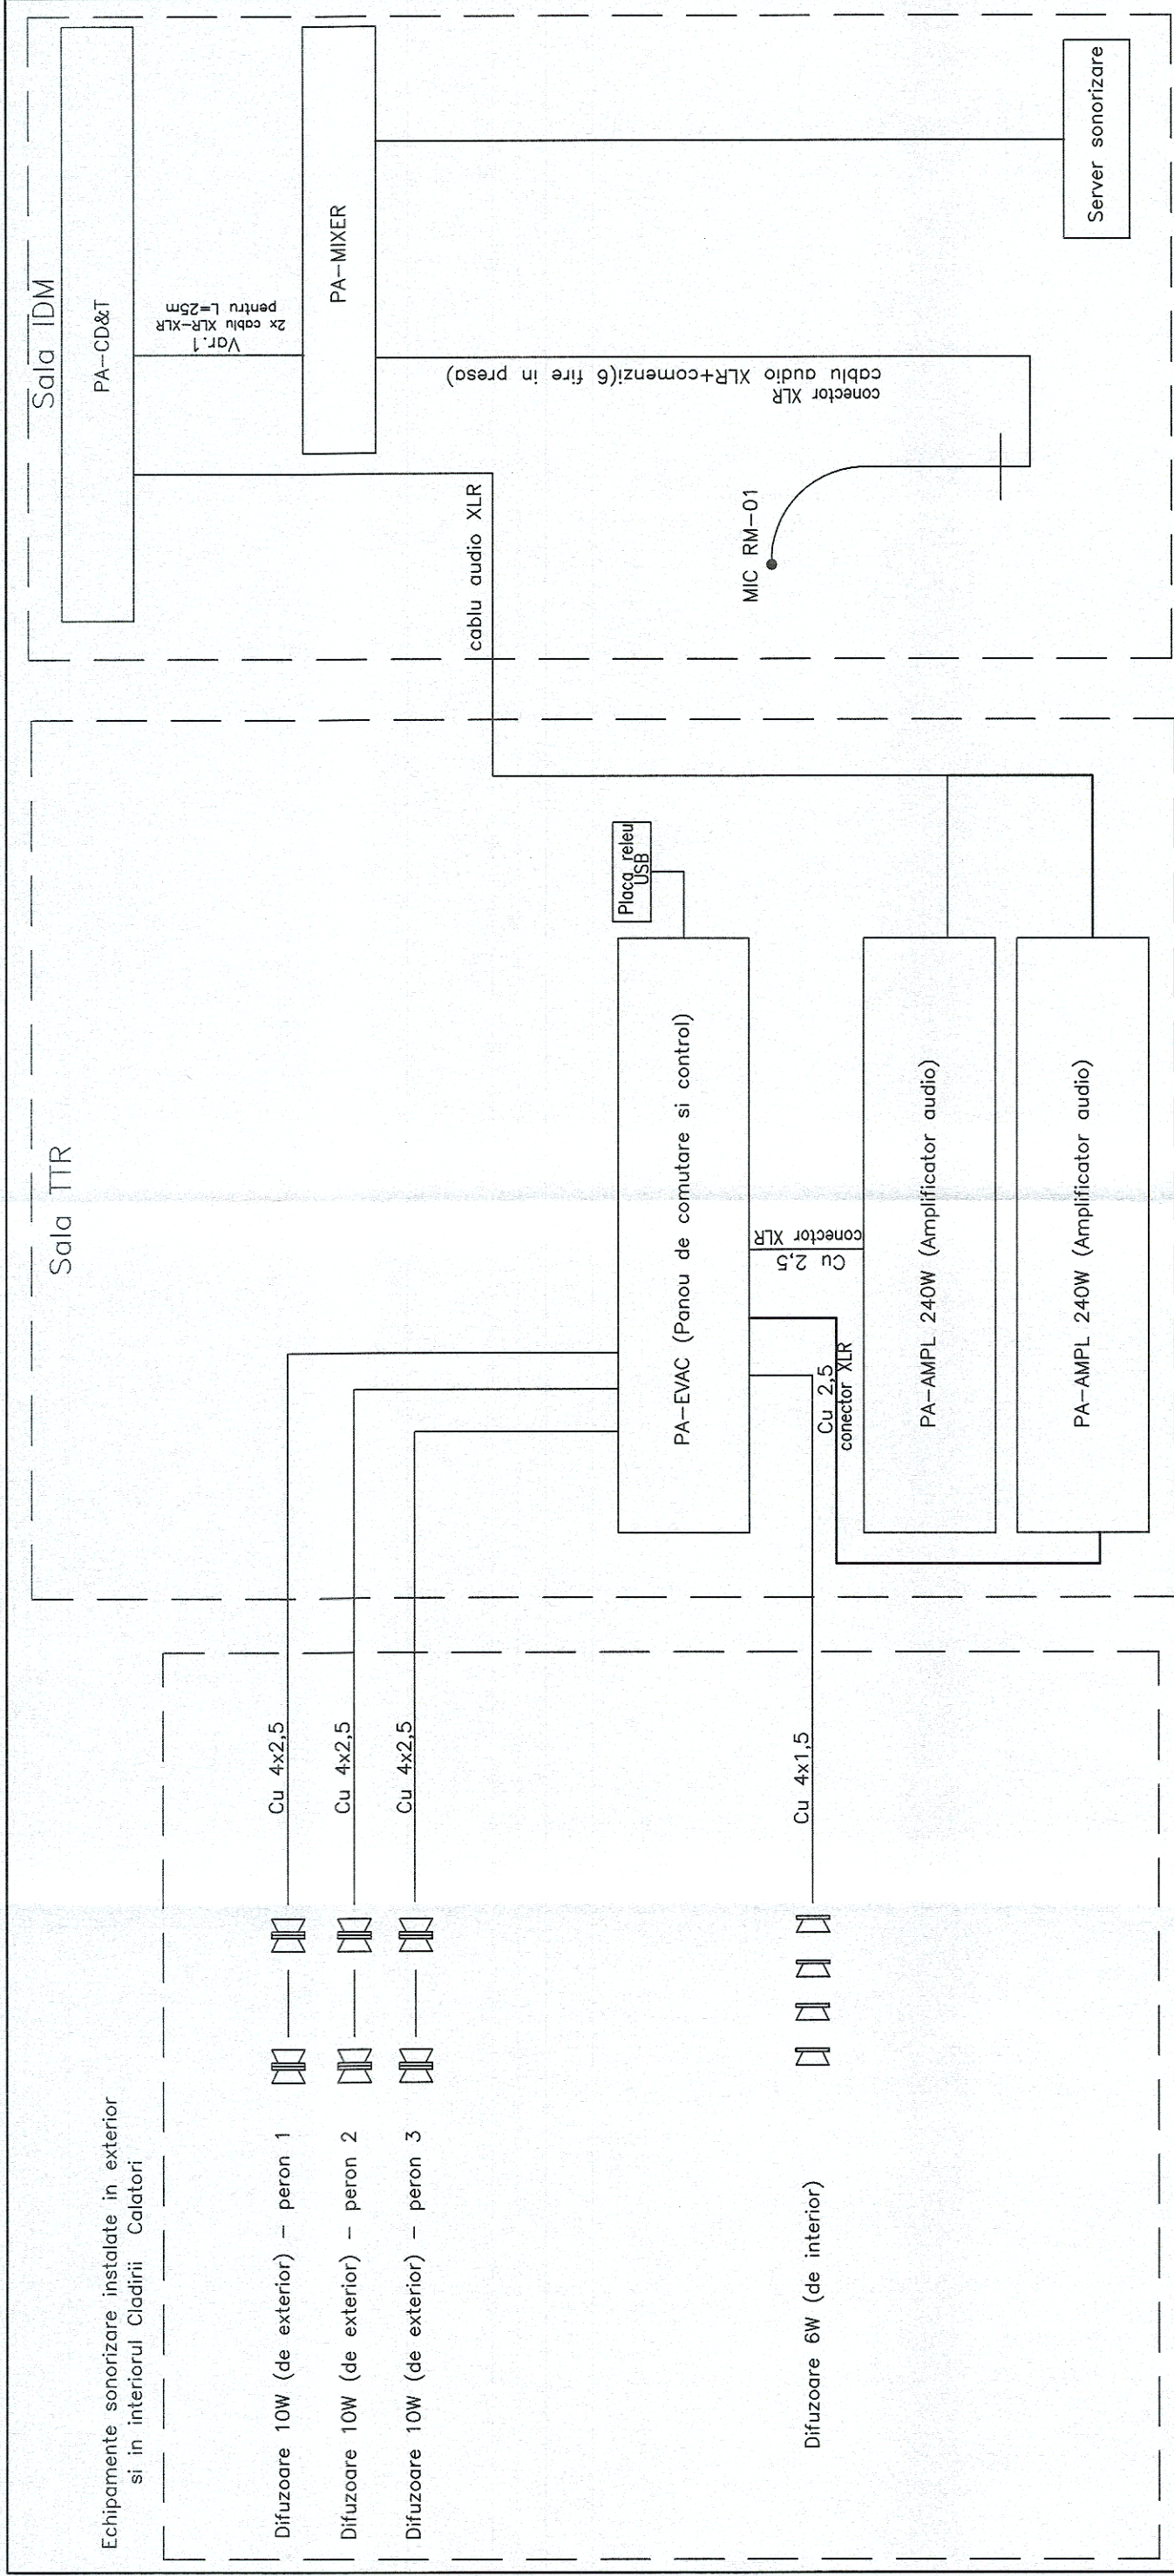 Echipamente sonorizare instalate in exterior
si in interiorul Cladirii Calatori
Difuzoare 10W (de exterior) – peron 1
Cu 4x2,5
Difuzoare 10W (de exterior) – peron 2
Cu 4x2,5
Difuzoare 10W (de exterior) – peron 3
Cu 4x2,5
Difuzoare 6W (de interior)
Cu 4x1,5
Sala TTR
Placa releu
USB
PA–EVAC (Panou de comutare si control)
conector XLR
Cu 2,5
Cu 2,5
conector XLR
PA–AMPL 240W (Amplificator audio)
PA–AMPL 240W (Amplificator audio)
Sala IDM
PA–CD&T
Var.1
2x cablu XLR–XLR
pentru L=25m
PA–MIXER
cablu audio XLR
conector XLR
cablu audio XLR+comenzi(6 fire in presa)
MIC RM–01
Server sonorizare